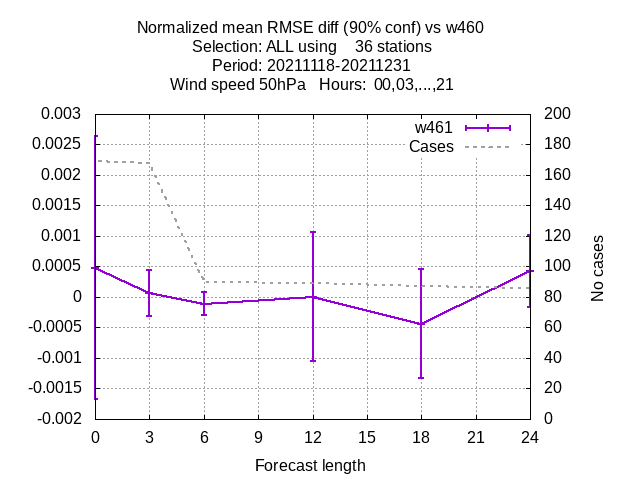 Normalized mean RMSE diff (90% conf) vs w460
Selection: ALL using    36 stations
Period: 20211118-20211231
Wind speed 50hPa   Hours:  00,03,...,21
w461
Cases
0.003
0.0025
0.002
0.0015
0.001
0.0005
0
-0.0005
-0.001
-0.0015
-0.002
200
180
160
140
120
100
80
60
40
20
0
No cases
0 3 6 9 12 15 18 21 24
Forecast length